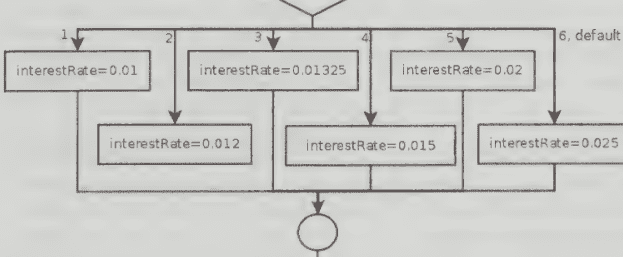 1
2
3
4
5
6, default
interestRate=0.01
interestRate=0.01325
interestRate=0.02
interestRate=0.012
interestRate=0.015
interestRate=0.025